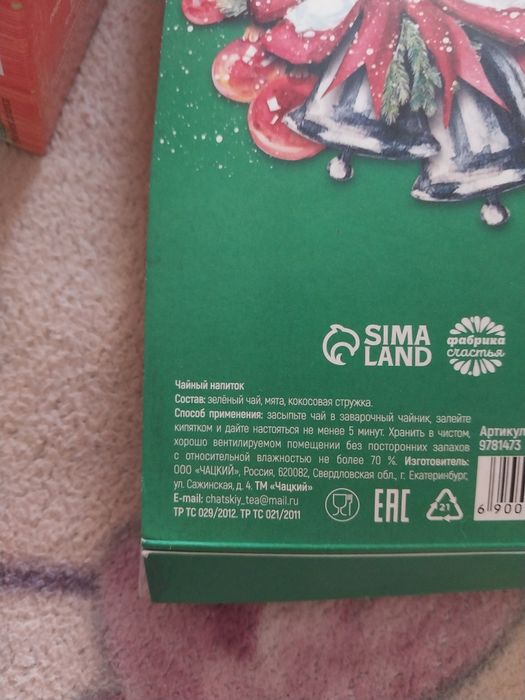 SIMA
LAND
фабрика
счастья
Чайный напиток
Состав: зелёный чай, мята, кокосовая стружка.
Способ применения: засыпьте чай в заварочный чайник, залейте
кипятком и дайте настояться не менее 5 минут. Хранить в чистом,
хорошо вентилируемом помещении без посторонних запахов
с относительной влажностью не более 70 %. Изготовитель:
ООО «ЧАЦКИЙ», Россия, 620082, Свердловская обл., г. Екатеринбург,
ул. Сажинская, д. 4. ТМ «Чацкий»
E-mail: chatskiy_tea@mail.ru
ТР ТС 029/2012. ТР ТС 021/2011
EAC
21
Артикул
9781473
6 900